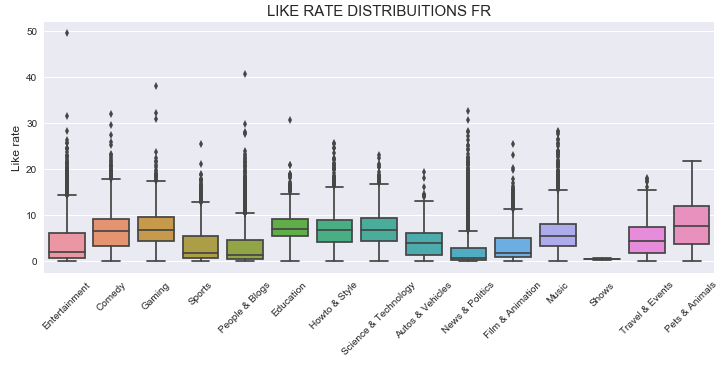 LIKE RATE DISTRIBUITIONS FR
Like rate
50
40
30
20
10
0
Entertainment
Comedy
Gaming
Sports
People & Blogs
Education
Howto & Style
Science & Technology
Autos & Vehicles
News & Politics
Film & Animation
Music
Shows
Travel & Events
Pets & Animals